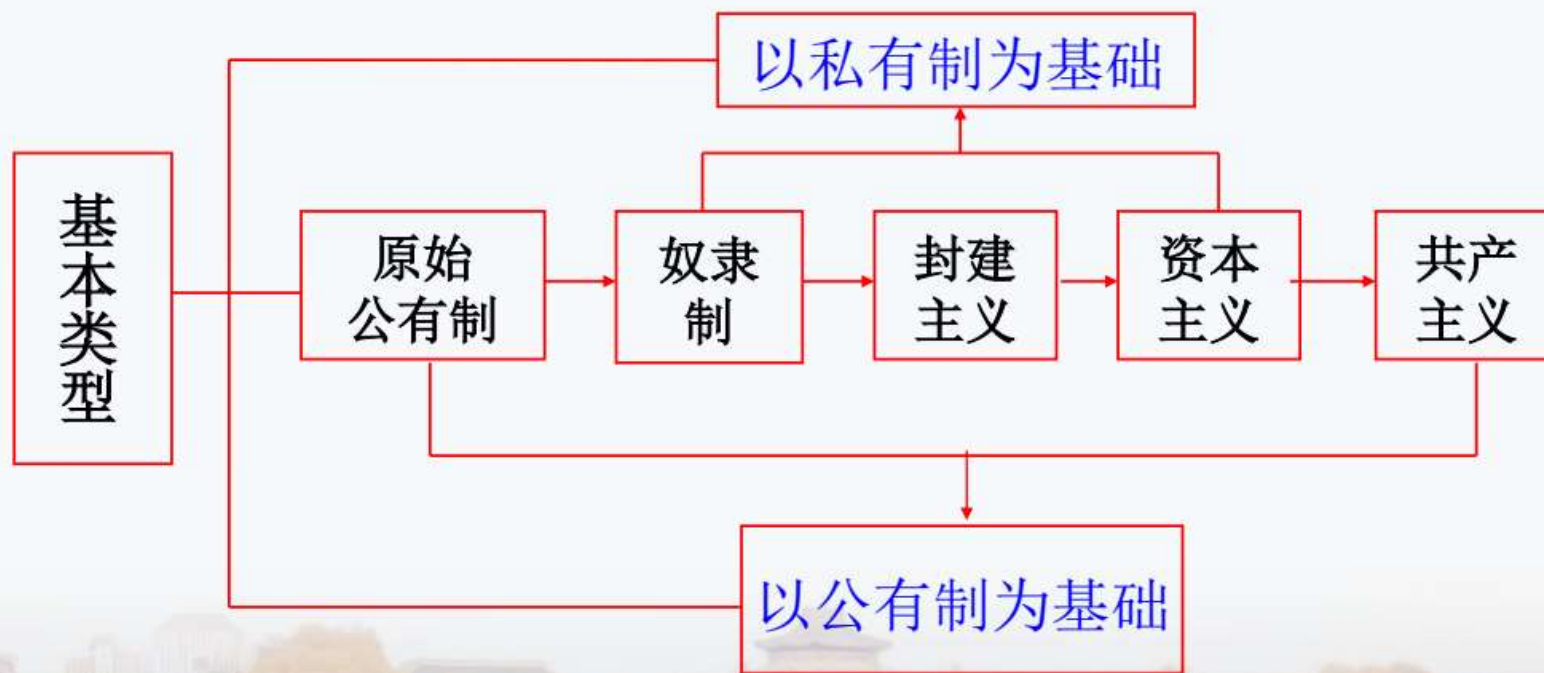 以私有制为基础
基本类型
原始
公有制
奴隶
制
封建
主义
资本
主义
共产
主义
以公有制为基础